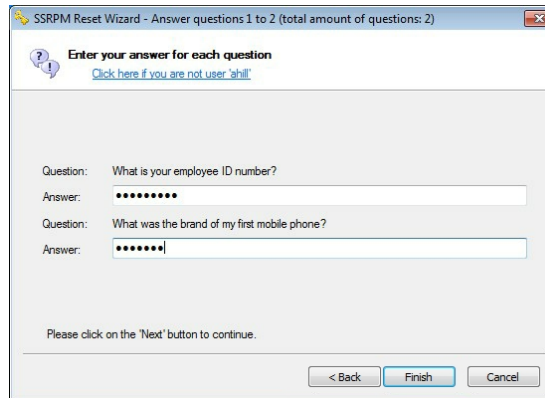 SSRPM Reset Wizard - Answer questions 1 to 2 (total amount of questions: 2)
Enter your answer for each question
Click here if you are not user 'ahill'
Question: What is your employee ID number?
Answer: •••••••••
Question: What was the brand of my first mobile phone?
Answer: •••••••
Please click on the 'Next' button to continue.
< Back Finish Cancel